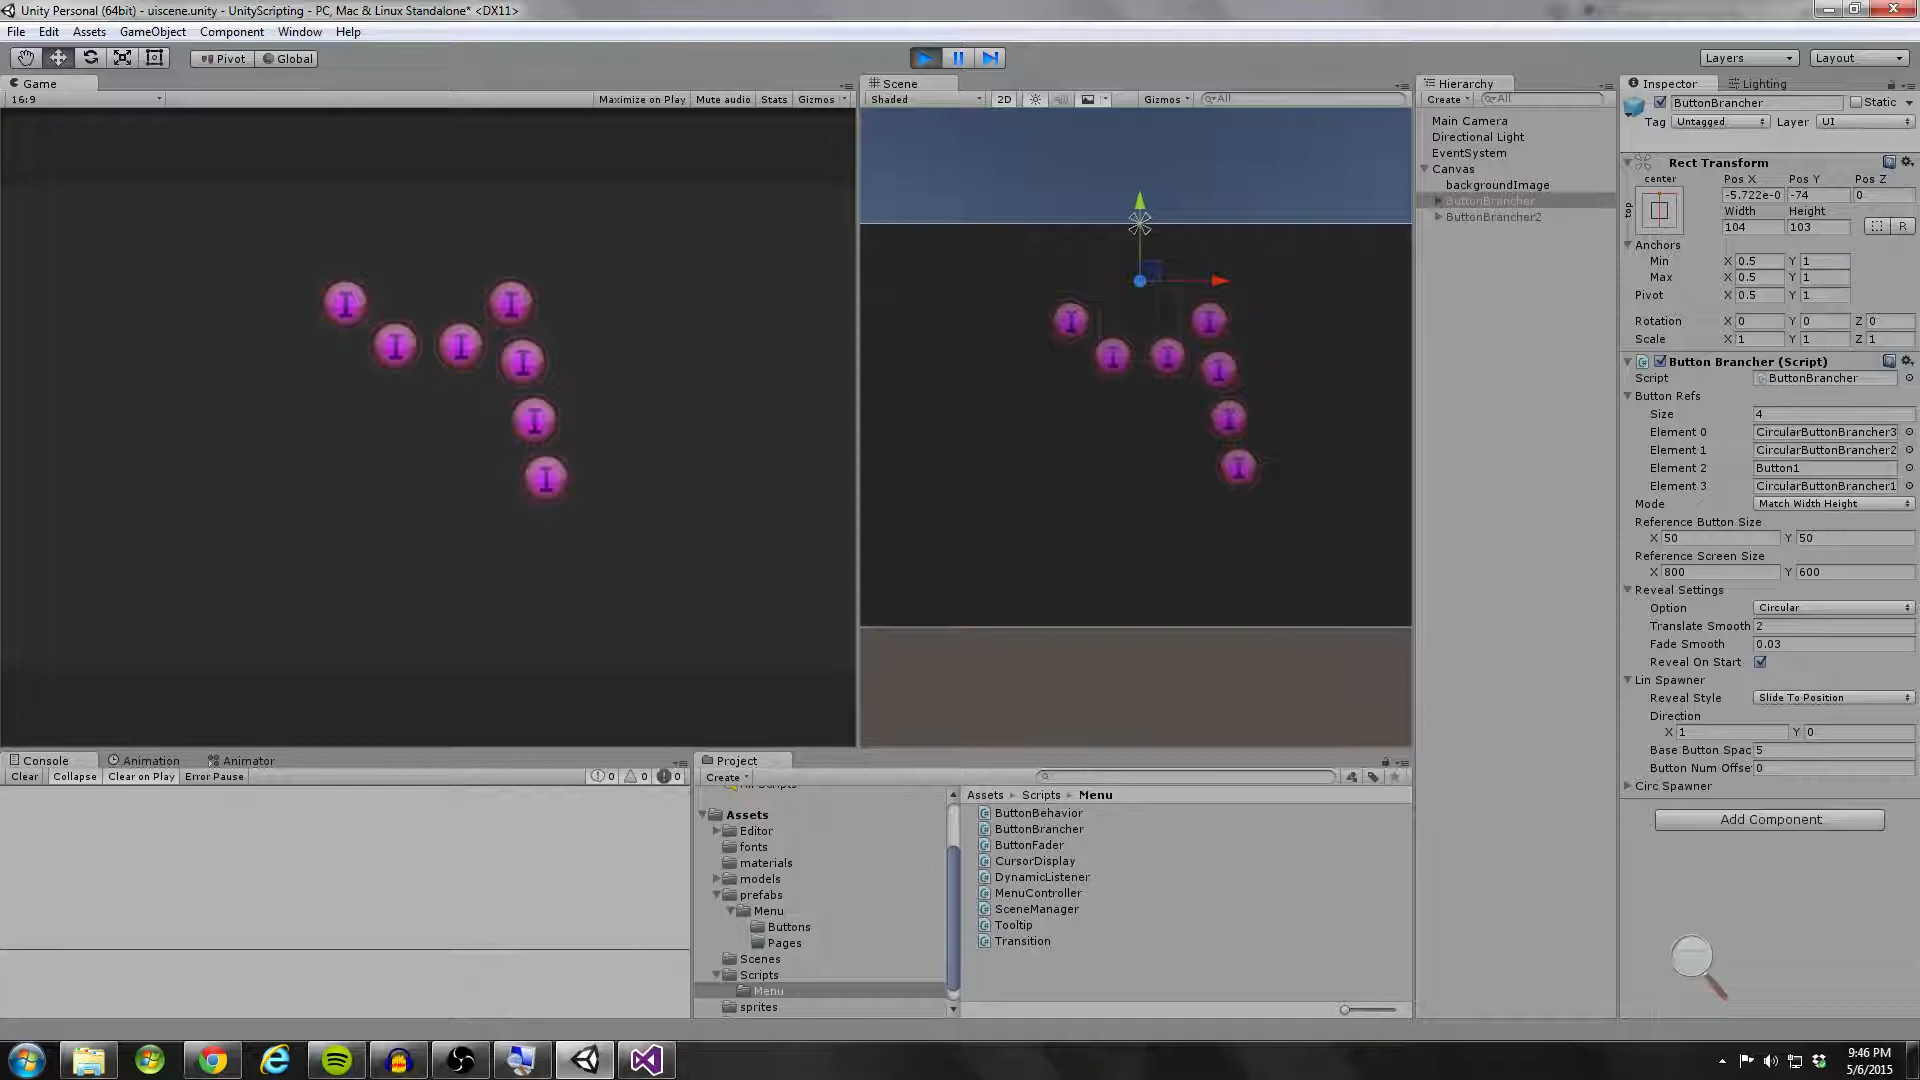 Unity Personal (64bit) - uiscene.unity - UnityScripting - PC, Mac & Linux Standalone* <DX11>
File Edit Assets GameObject Component Window Help
Pivot Global Layers Layout
Game
16:9 Maximize on Play Mute audio Stats Gizmos
I
I
I
I
I
I
I
Scene
Shaded 2D Gizmos All
I
I
I
I
I
I
I
Hierarchy
Create All
Main Camera
Directional Light
EventSystem
Canvas
backgroundImage
ButtonBrancher
ButtonBrancher2
Inspector Lighting
ButtonBrancher Static
Tag Untagged Layer UI
Rect Transform
center Pos X Pos Y Pos Z
top -5.722e-0 -74 0
Width Height
104 103 R
Anchors
Min X 0.5 Y 1
Max X 0.5 Y 1
Pivot X 0.5 Y 1
Rotation X 0 Y 0 Z 0
Scale X 1 Y 1 Z 1
Button Brancher (Script)
Script ButtonBrancher
Button Refs
Size 4
Element 0 CircularButtonBrancher3
Element 1 CircularButtonBrancher2
Element 2 Button1
Element 3 CircularButtonBrancher1
Mode Match Width Height
Reference Button Size
X 50 Y 50
Reference Screen Size
X 800 Y 600
Reveal Settings
Option Circular
Translate Smooth 2
Fade Smooth 0.03
Reveal On Start
Lin Spawner
Reveal Style Slide To Position
Direction
X 1 Y 0
Base Button Spac 5
Button Num Offse 0
Circ Spawner
Add Component
Console Animation Animator
Clear Collapse Clear on Play Error Pause 0 0 0
Project
Create
Assets
Editor
fonts
materials
models
prefabs
Menu
Buttons
Pages
Scenes
Scripts
Menu
sprites
Assets Scripts Menu
ButtonBehavior
ButtonBrancher
ButtonFader
CursorDisplay
DynamicListener
MenuController
SceneManager
Tooltip
Transition
9:46 PM
5/6/2015